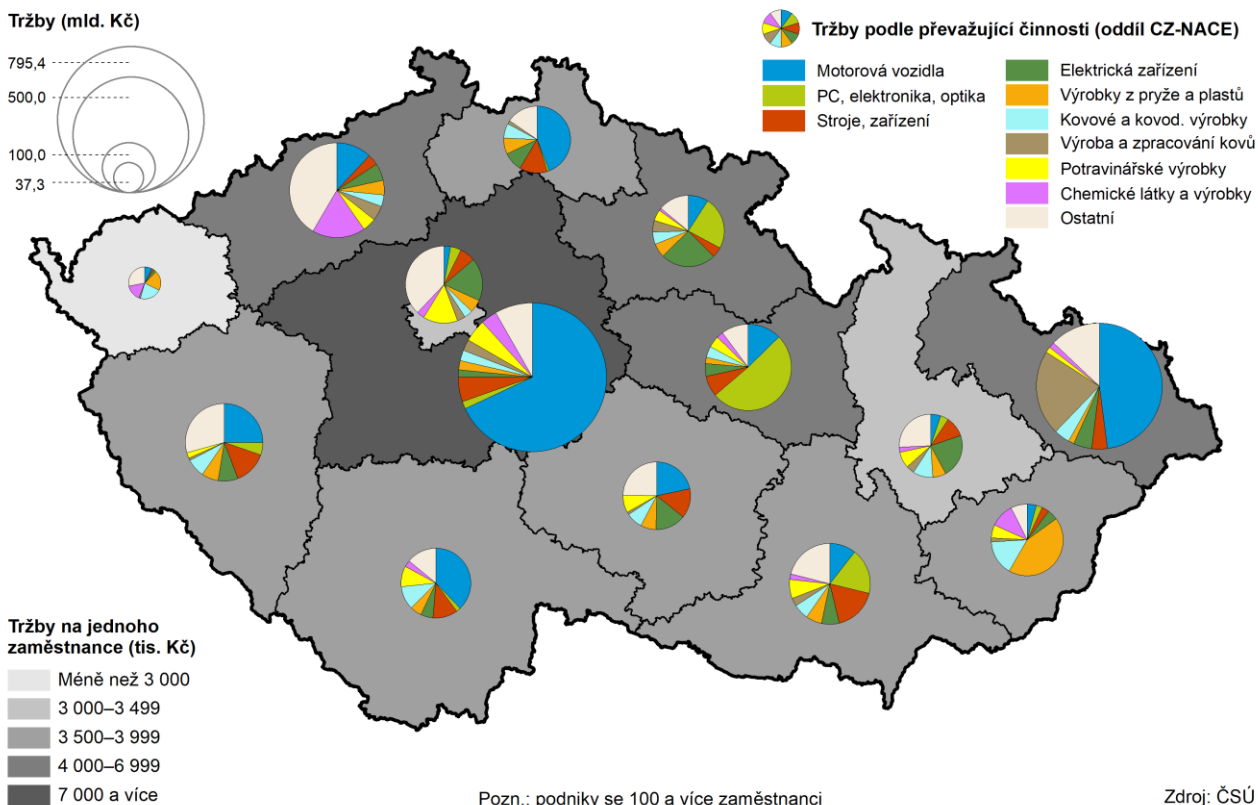 Tržby (mld. Kč)
795,4
500,0
100,0
37,3
Tržby podle převažující činnosti (oddíl CZ-NACE)
Motorová vozidla
PC, elektronika, optika
Stroje, zařízení
Elektrická zařízení
Výrobky z pryže a plastů
Kovové a kovod. výrobky
Výroba a zpracování kovů
Potravinářské výrobky
Chemické látky a výrobky
Ostatní
Tržby na jednoho
zaměstnance (tis. Kč)
Méně než 3 000
3 000–3 499
3 500–3 999
4 000–6 999
7 000 a více
Pozn.: podniky se 100 a více zaměstnanci
Zdroj: ČSÚ